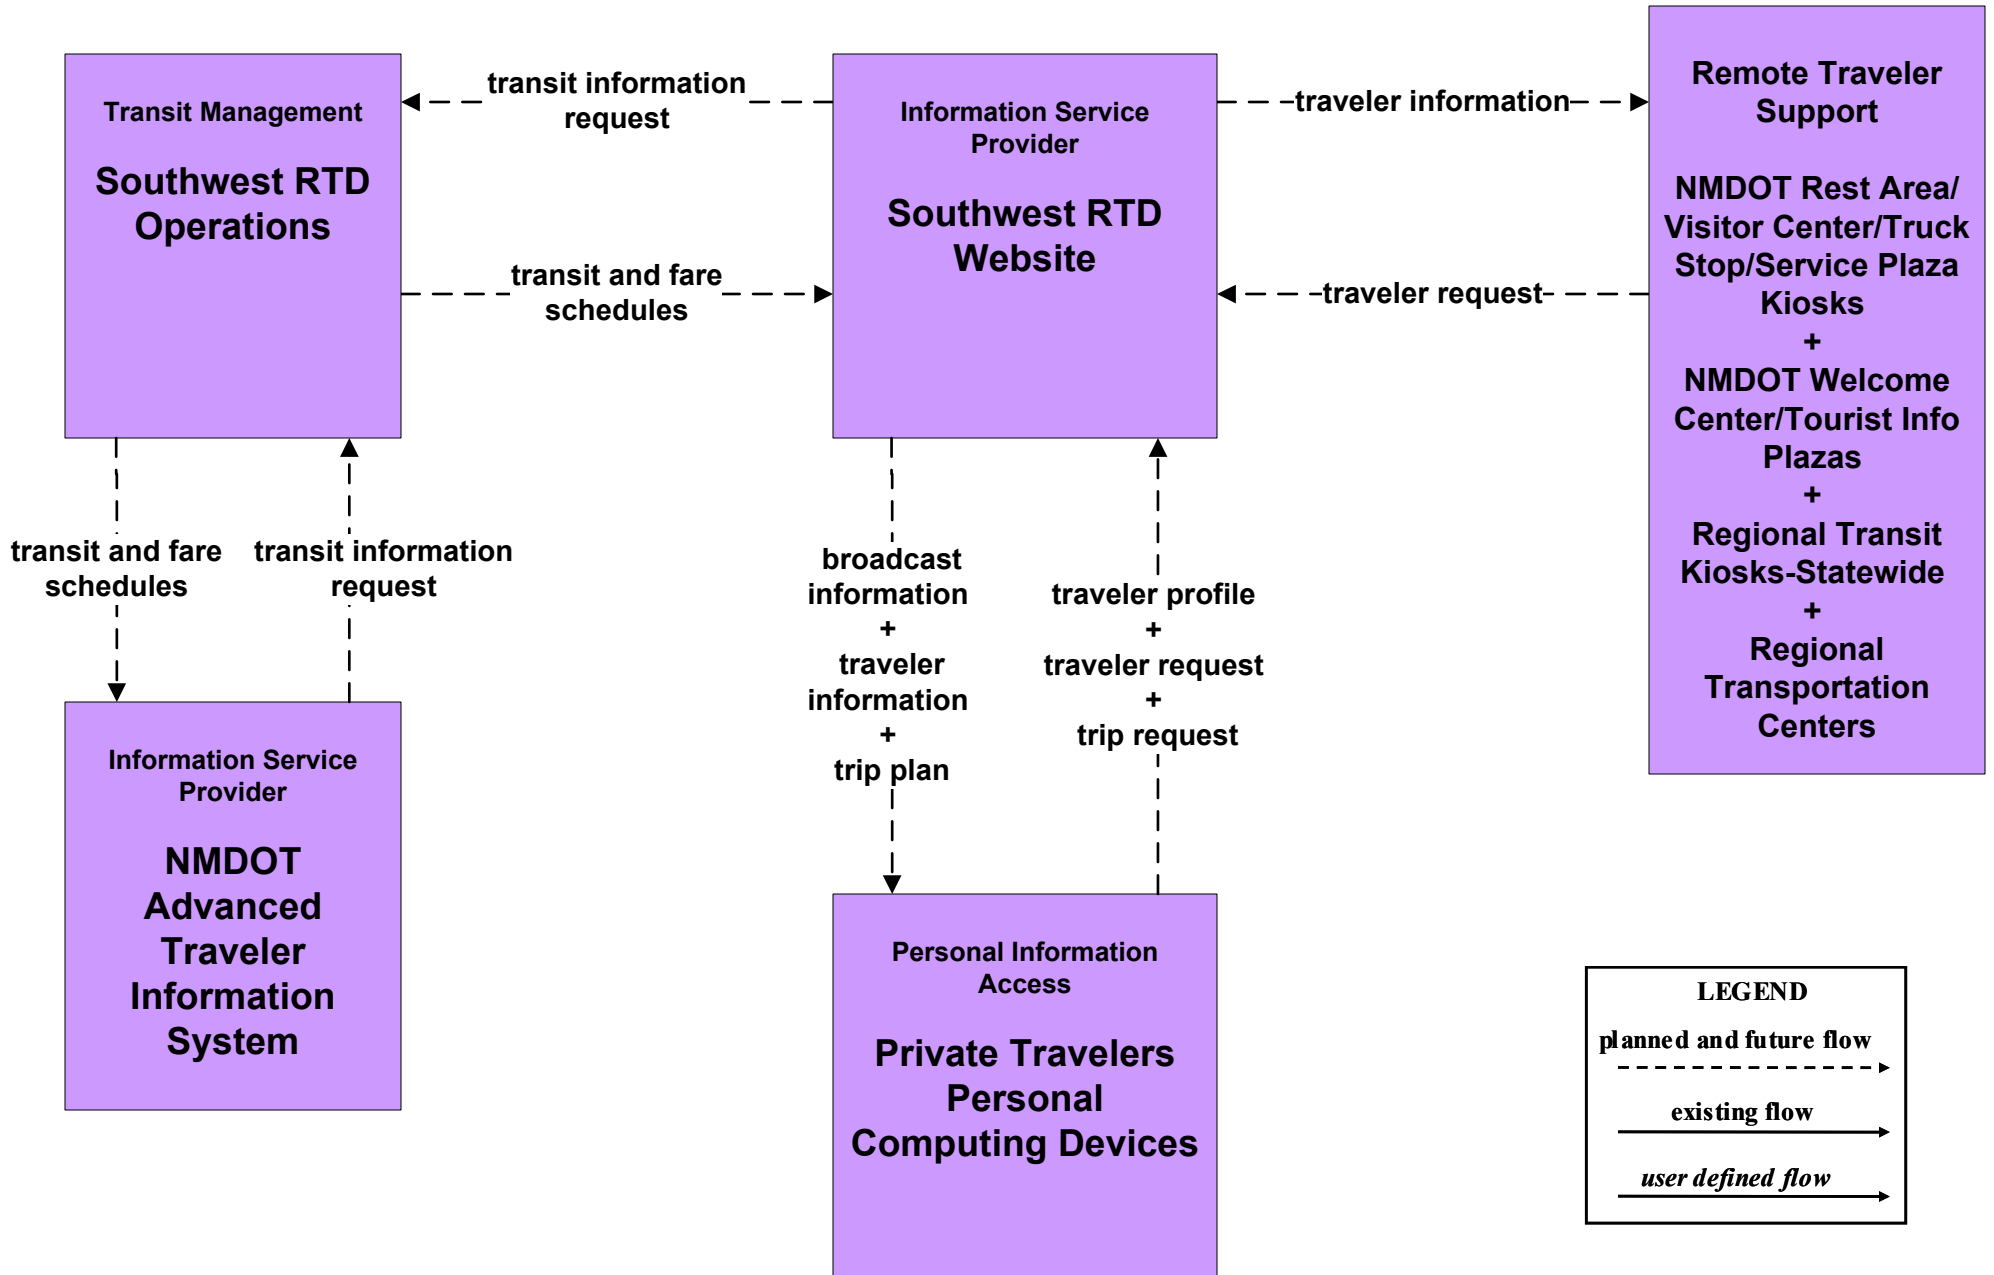 Transit Management
Southwest RTD
Operations
transit information
request
Information Service
Provider
Southwest RTD
Website
traveler information
Remote Traveler
Support
NMDOT Rest Area/
Visitor Center/Truck
Stop/Service Plaza
Kiosks
+
NMDOT Welcome
Center/Tourist Info
Plazas
+
Regional Transit
Kiosks-Statewide
+
Regional
Transportation
Centers
transit and fare
schedules
traveler request
transit and fare
schedules
transit information
request
broadcast
information
+
traveler
information
+
trip plan
traveler profile
+
traveler request
+
trip request
Information Service
Provider
NMDOT
Advanced
Traveler
Information
System
Personal Information
Access
Private Travelers
Personal
Computing Devices
LEGEND
planned and future flow
existing flow
user defined flow